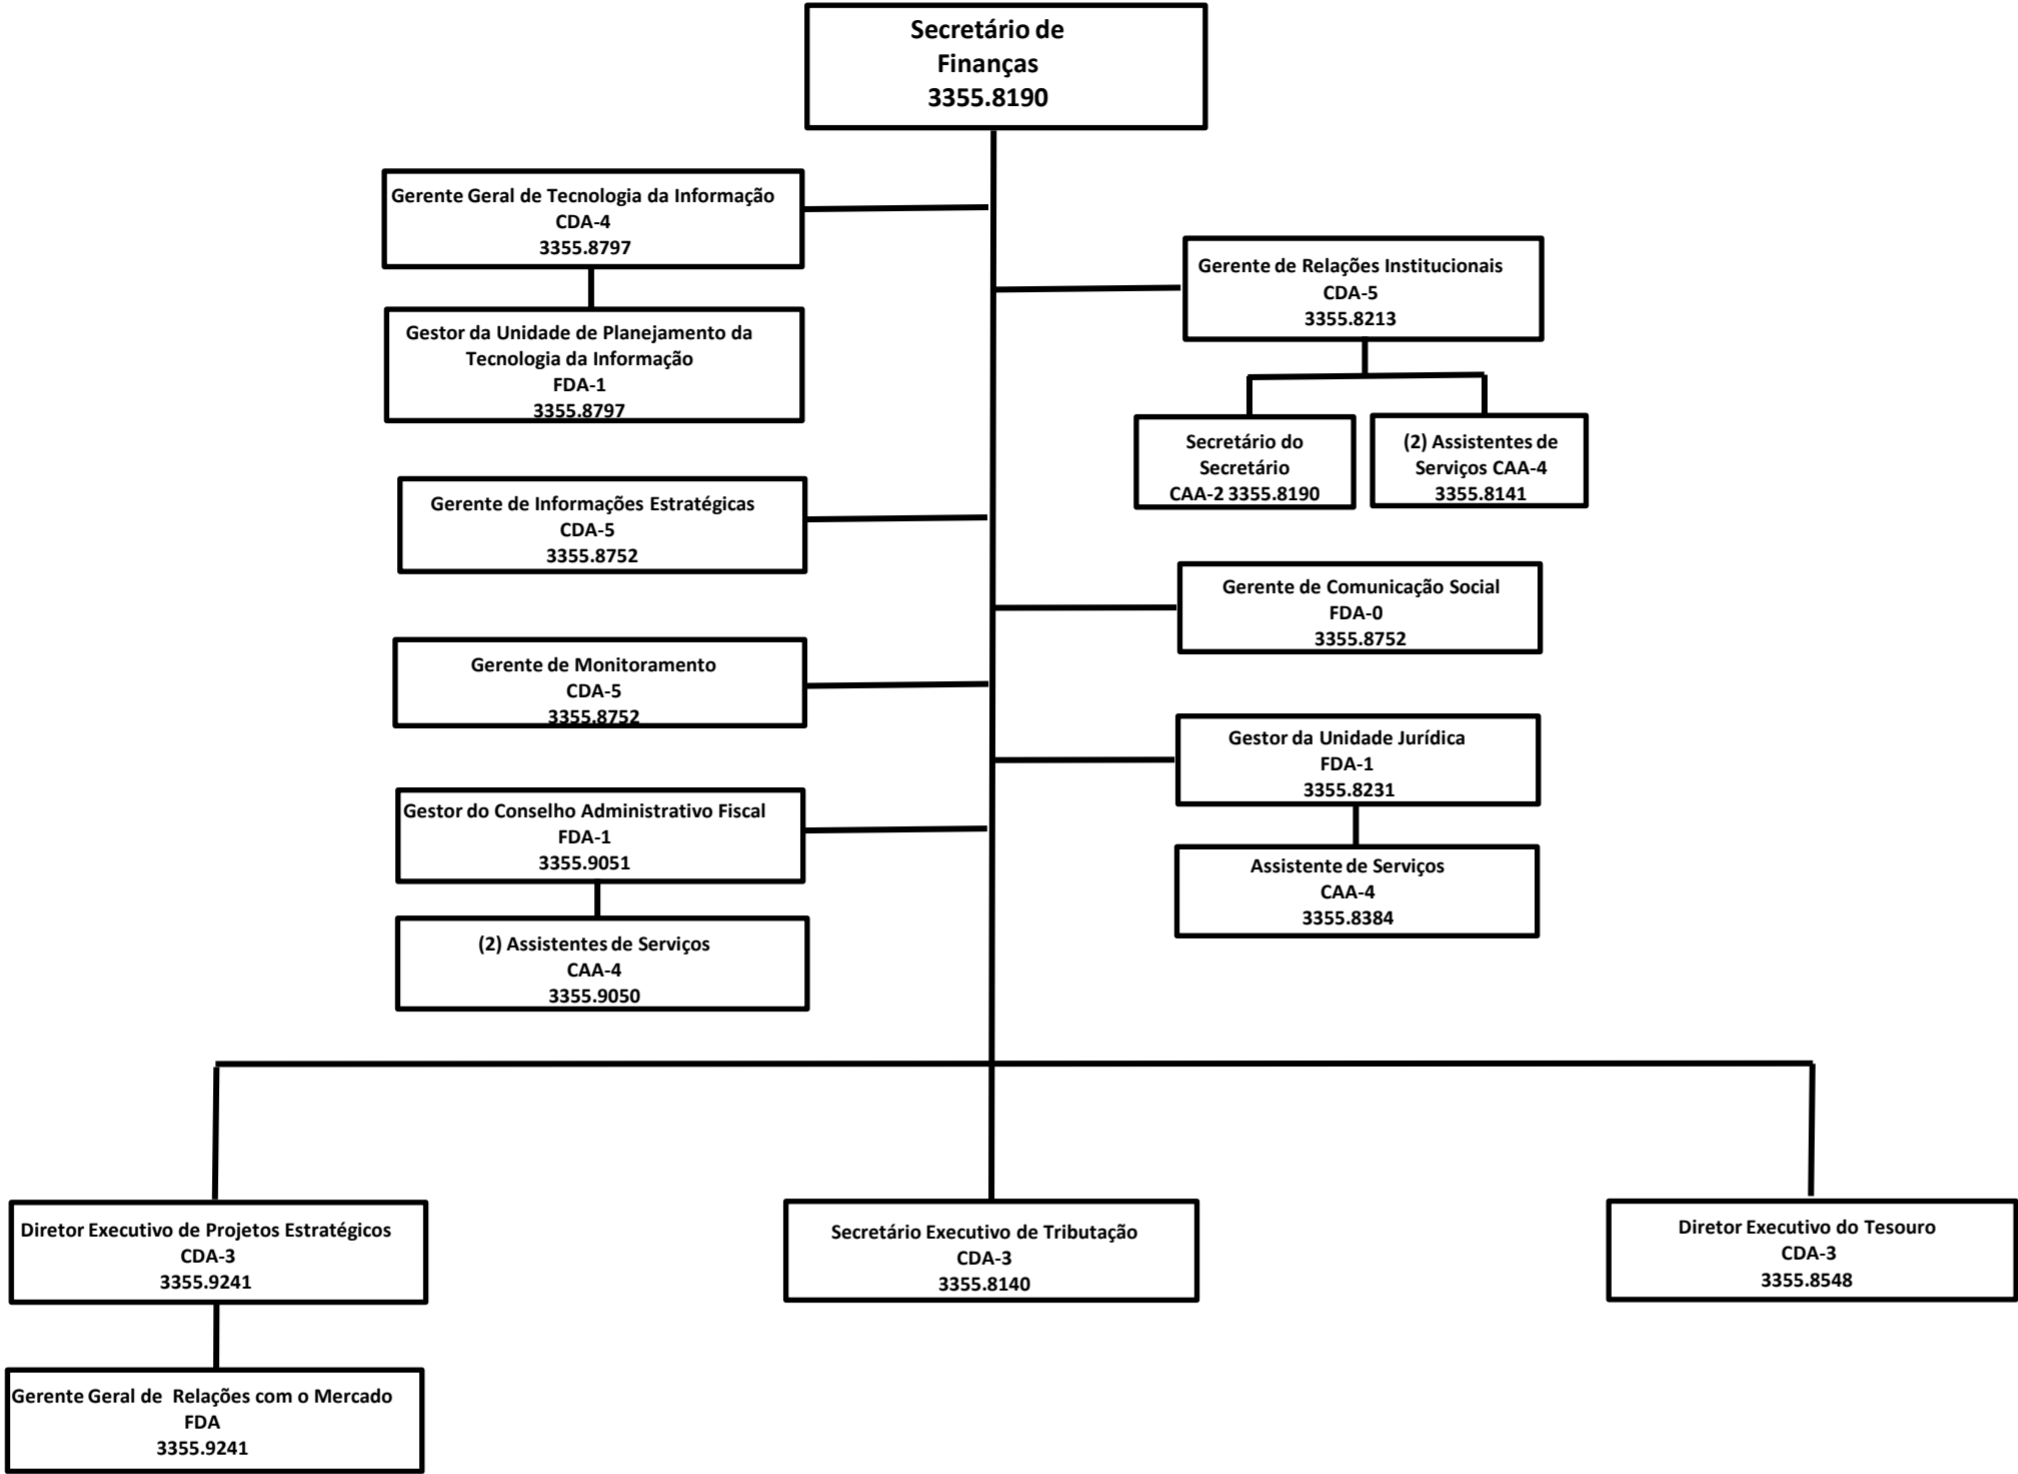 Secretário de
Finanças
3355.8190
Gerente Geral de Tecnologia da Informação
CDA-4
3355.8797
Gestor da Unidade de Planejamento da
Tecnologia da Informação
FDA-1
3355.8797
Gerente de Relações Institucionais
CDA-5
3355.8213
Secretário do
Secretário
CAA-2 3355.8190
(2) Assistentes de
Serviços CAA-4
3355.8141
Gerente de Informações Estratégicas
CDA-5
3355.8752
Gerente de Comunicação Social
FDA-0
3355.8752
Gerente de Monitoramento
CDA-5
3355.8752
Gestor da Unidade Jurídica
FDA-1
3355.8231
Gestor do Conselho Administrativo Fiscal
FDA-1
3355.9051
Assistente de Serviços
CAA-4
3355.8384
(2) Assistentes de Serviços
CAA-4
3355.9050
Diretor Executivo de Projetos Estratégicos
CDA-3
3355.9241
Secretário Executivo de Tributação
CDA-3
3355.8140
Diretor Executivo do Tesouro
CDA-3
3355.8548
Gerente Geral de Relações com o Mercado
FDA
3355.9241